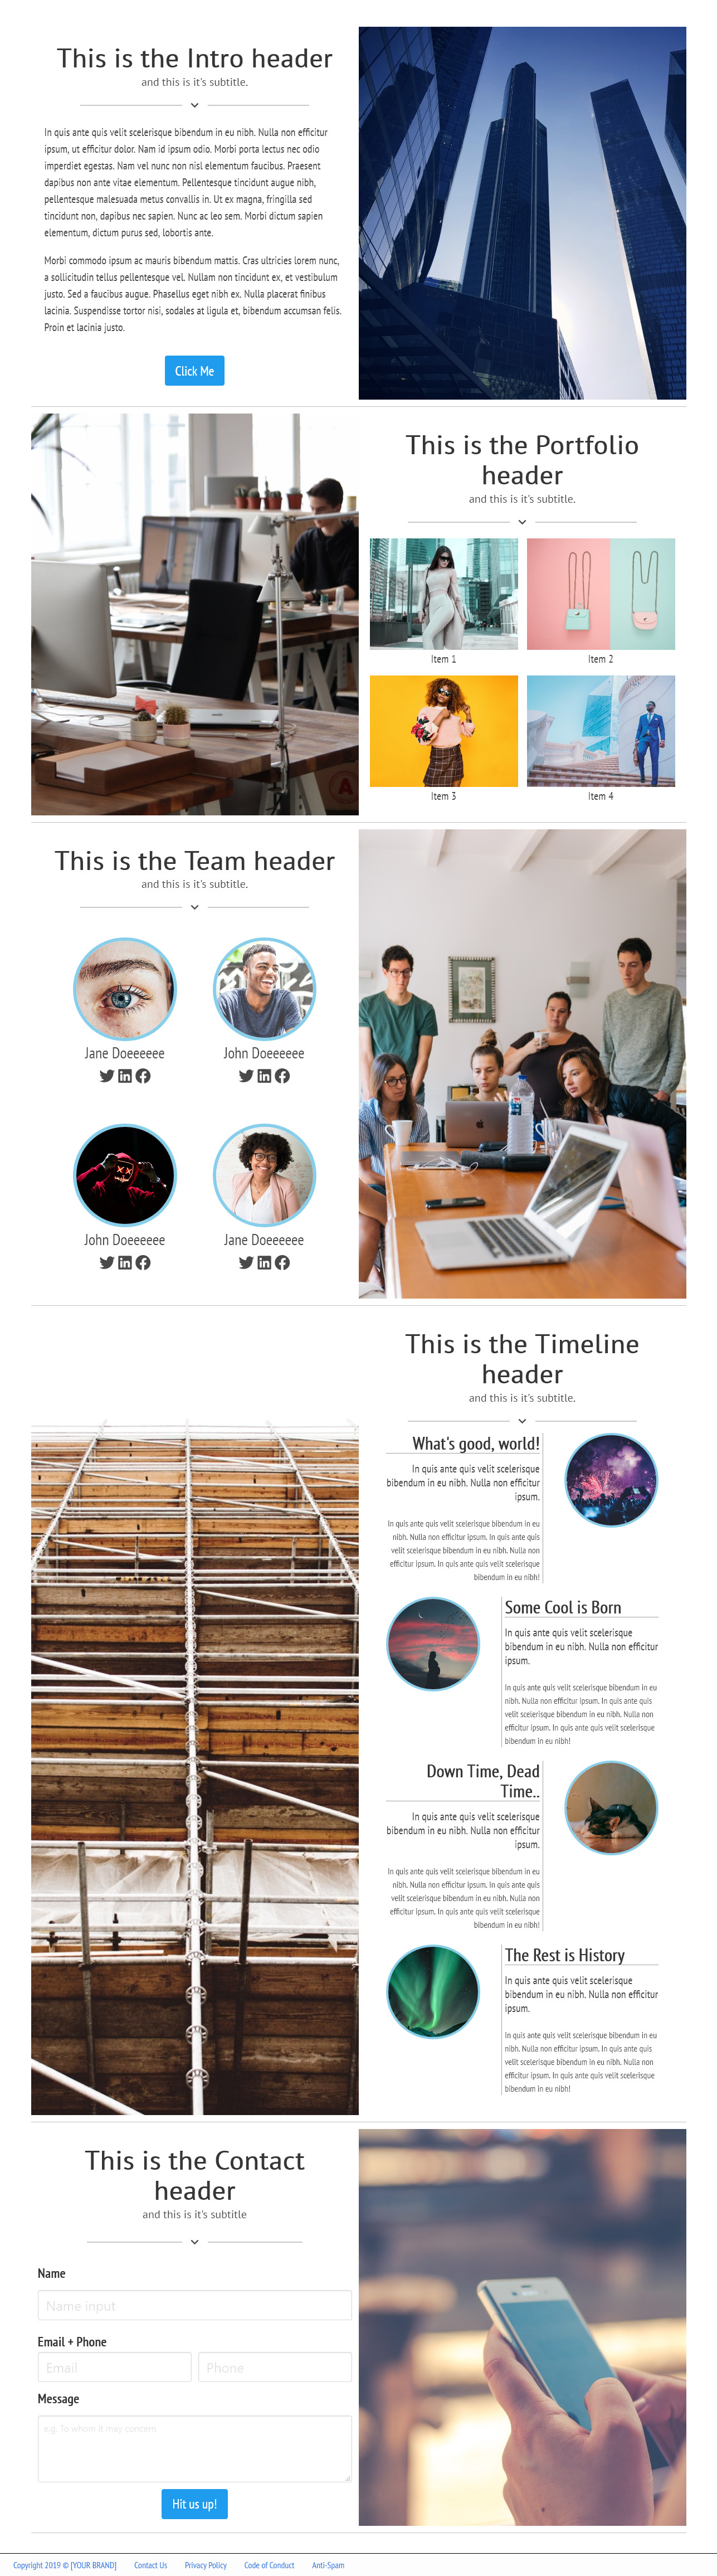 This is the Intro header
and this is it's subtitle.
In quis ante quis velit scelerisque bibendum in eu nibh. Nulla non efficitur
ipsum, ut efficitur dolor. Nam id ipsum odio. Morbi porta lectus nec odio
imperdiet egestas. Nam vel nunc non nisl elementum faucibus. Praesent
dapibus non ante vitae elementum. Pellentesque tincidunt augue nibh,
pellentesque malesuada metus convallis in. Ut ex magna, fringilla sed
tincidunt non, dapibus nec sapien. Nunc ac leo sem. Morbi dictum sapien
elementum, dictum purus sed, lobortis ante.
Morbi commodo ipsum ac mauris bibendum mattis. Cras ultricies lorem nunc,
a sollicitudin tellus pellentesque vel. Nullam non tincidunt ex, et vestibulum
justo. Sed a faucibus augue. Phasellus eget nibh ex. Nulla placerat finibus
lacinia. Suspendisse tortor nisi, sodales at ligula et, bibendum accumsan felis.
Proin et lacinia justo.
Click Me
This is the Portfolio
header
and this is it's subtitle.
Item 1
Item 2
Item 3
Item 4
This is the Team header
and this is it's subtitle.
Jane Doeeeeee
John Doeeeeee
John Doeeeeee
Jane Doeeeeee
This is the Timeline
header
and this is it's subtitle.
What's good, world!
In quis ante quis velit scelerisque
bibendum in eu nibh. Nulla non efficitur
ipsum.
In quis ante quis velit scelerisque bibendum in eu
nibh. Nulla non efficitur ipsum. In quis ante quis
velit scelerisque bibendum in eu nibh. Nulla non
efficitur ipsum. In quis ante quis velit scelerisque
bibendum in eu nibh!
Some Cool is Born
In quis ante quis velit scelerisque
bibendum in eu nibh. Nulla non efficitur
ipsum.
In quis ante quis velit scelerisque bibendum in eu
nibh. Nulla non efficitur ipsum. In quis ante quis
velit scelerisque bibendum in eu nibh. Nulla non
efficitur ipsum. In quis ante quis velit scelerisque
bibendum in eu nibh!
Down Time, Dead
Time..
In quis ante quis velit scelerisque
bibendum in eu nibh. Nulla non efficitur
ipsum.
In quis ante quis velit scelerisque bibendum in eu
nibh. Nulla non efficitur ipsum. In quis ante quis
velit scelerisque bibendum in eu nibh. Nulla non
efficitur ipsum. In quis ante quis velit scelerisque
bibendum in eu nibh!
The Rest is History
In quis ante quis velit scelerisque
bibendum in eu nibh. Nulla non efficitur
ipsum.
In quis ante quis velit scelerisque bibendum in eu
nibh. Nulla non efficitur ipsum. In quis ante quis
velit scelerisque bibendum in eu nibh. Nulla non
efficitur ipsum. In quis ante quis velit scelerisque
bibendum in eu nibh!
This is the Contact
header
and this is it's subtitle
Name
Name input
Email + Phone
Email
Phone
Message
e.g. To whom it may concern
Hit us up!
Copyright 2019 © [YOUR BRAND]
Contact Us
Privacy Policy
Code of Conduct
Anti-Spam